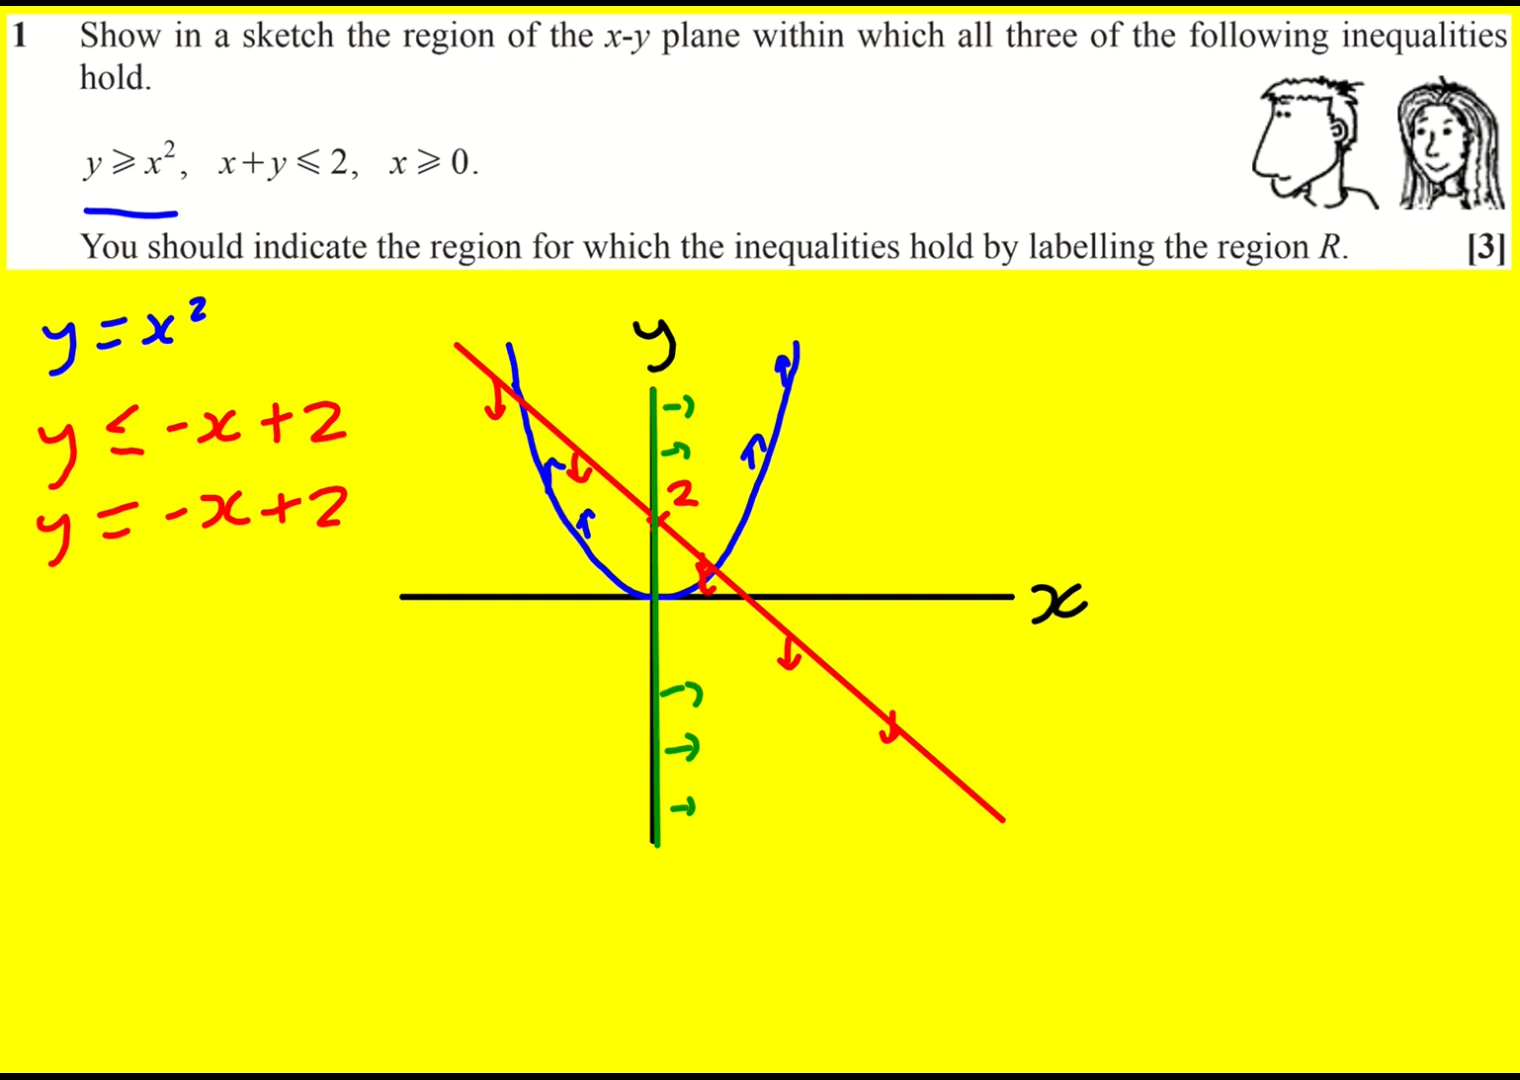 1 Show in a sketch the region of the x-y plane within which all three of the following inequalities
hold.
y ⩾ x², x + y ⩽ 2, x ⩾ 0.
You should indicate the region for which the inequalities hold by labelling the region R. [3]
y = x²
y ≤ -x + 2
y = -x + 2
y
2
x